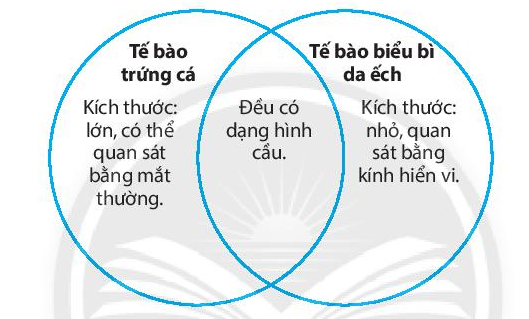 Tế bào
trứng cá
Kích thước:
lớn, có thể
quan sát
bằng mắt
thường.
Đều có
dạng hình
cầu.
Tế bào biểu bì
da ếch
Kích thước:
nhỏ, quan
sát bằng
kính hiển vi.